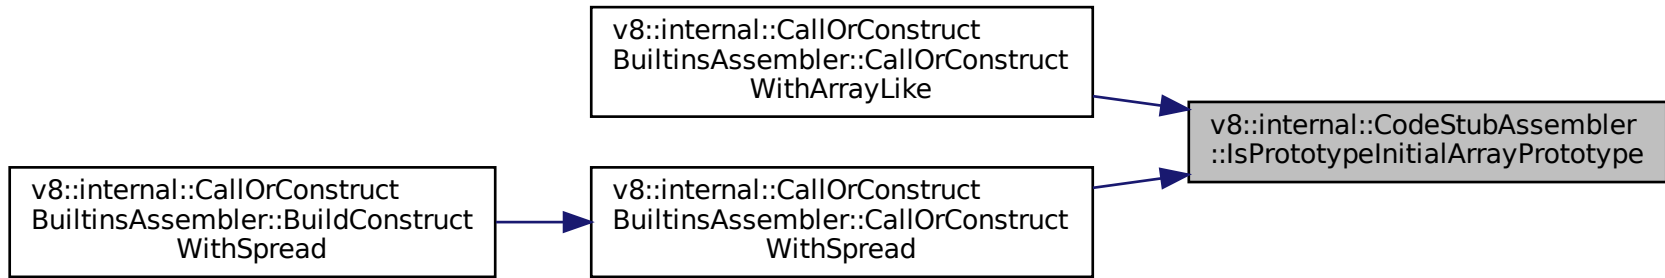 v8::internal::CallOrConstruct
BuiltinsAssembler::CallOrConstruct
WithArrayLike
v8::internal::CodeStubAssembler
::IsPrototypeInitialArrayPrototype
v8::internal::CallOrConstruct
BuiltinsAssembler::BuildConstruct
WithSpread
v8::internal::CallOrConstruct
BuiltinsAssembler::CallOrConstruct
WithSpread